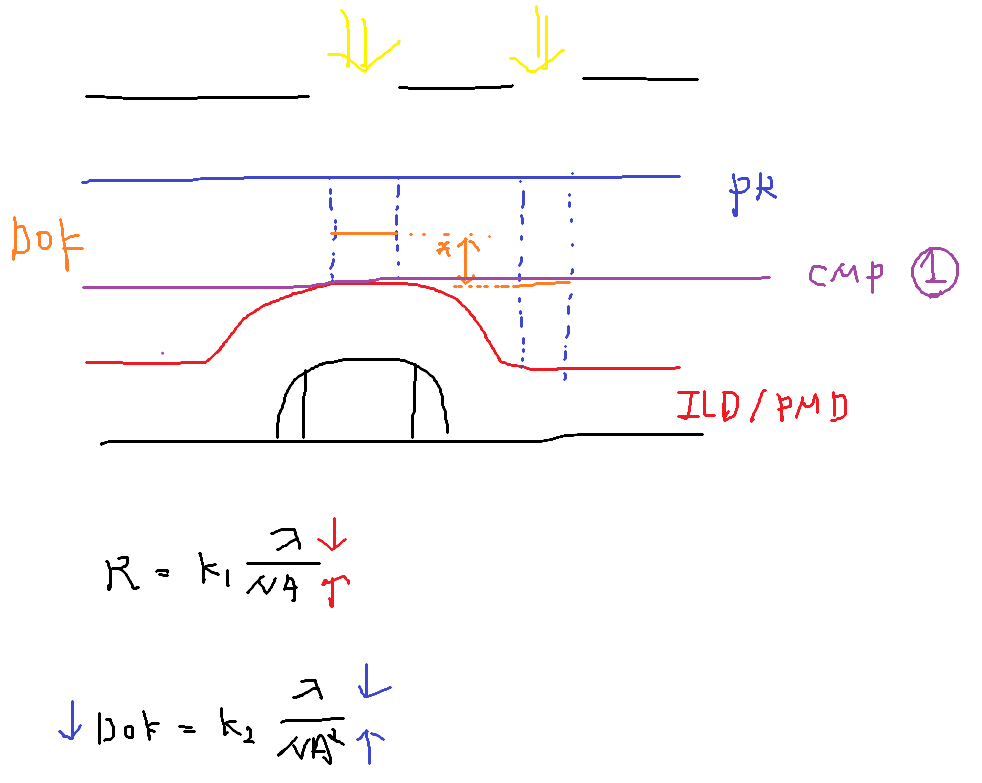 PR
DOF
x
CMP ①
ILD/PMD
R = k₁ λ/NA ↓ ↑
↓ DOF = k₂ λ/NA² ↓ ↑